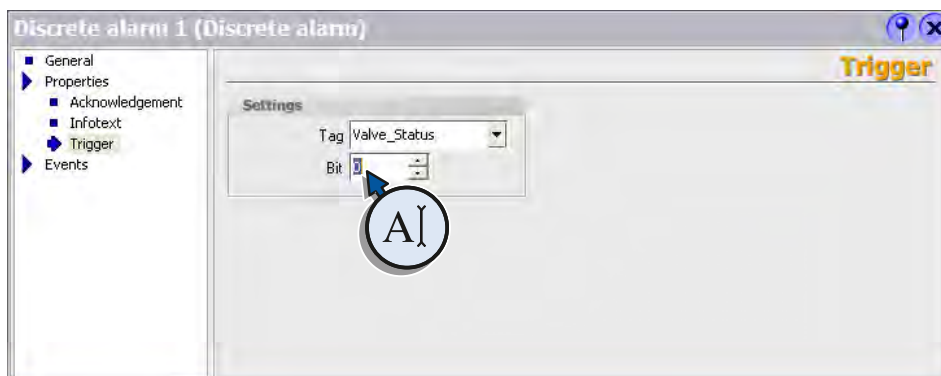 Discrete alarm 1 (Discrete alarm)
General
Properties
Acknowledgement
Infotext
Trigger
Events
Trigger
Settings
Tag Valve_Status
Bit 0
A